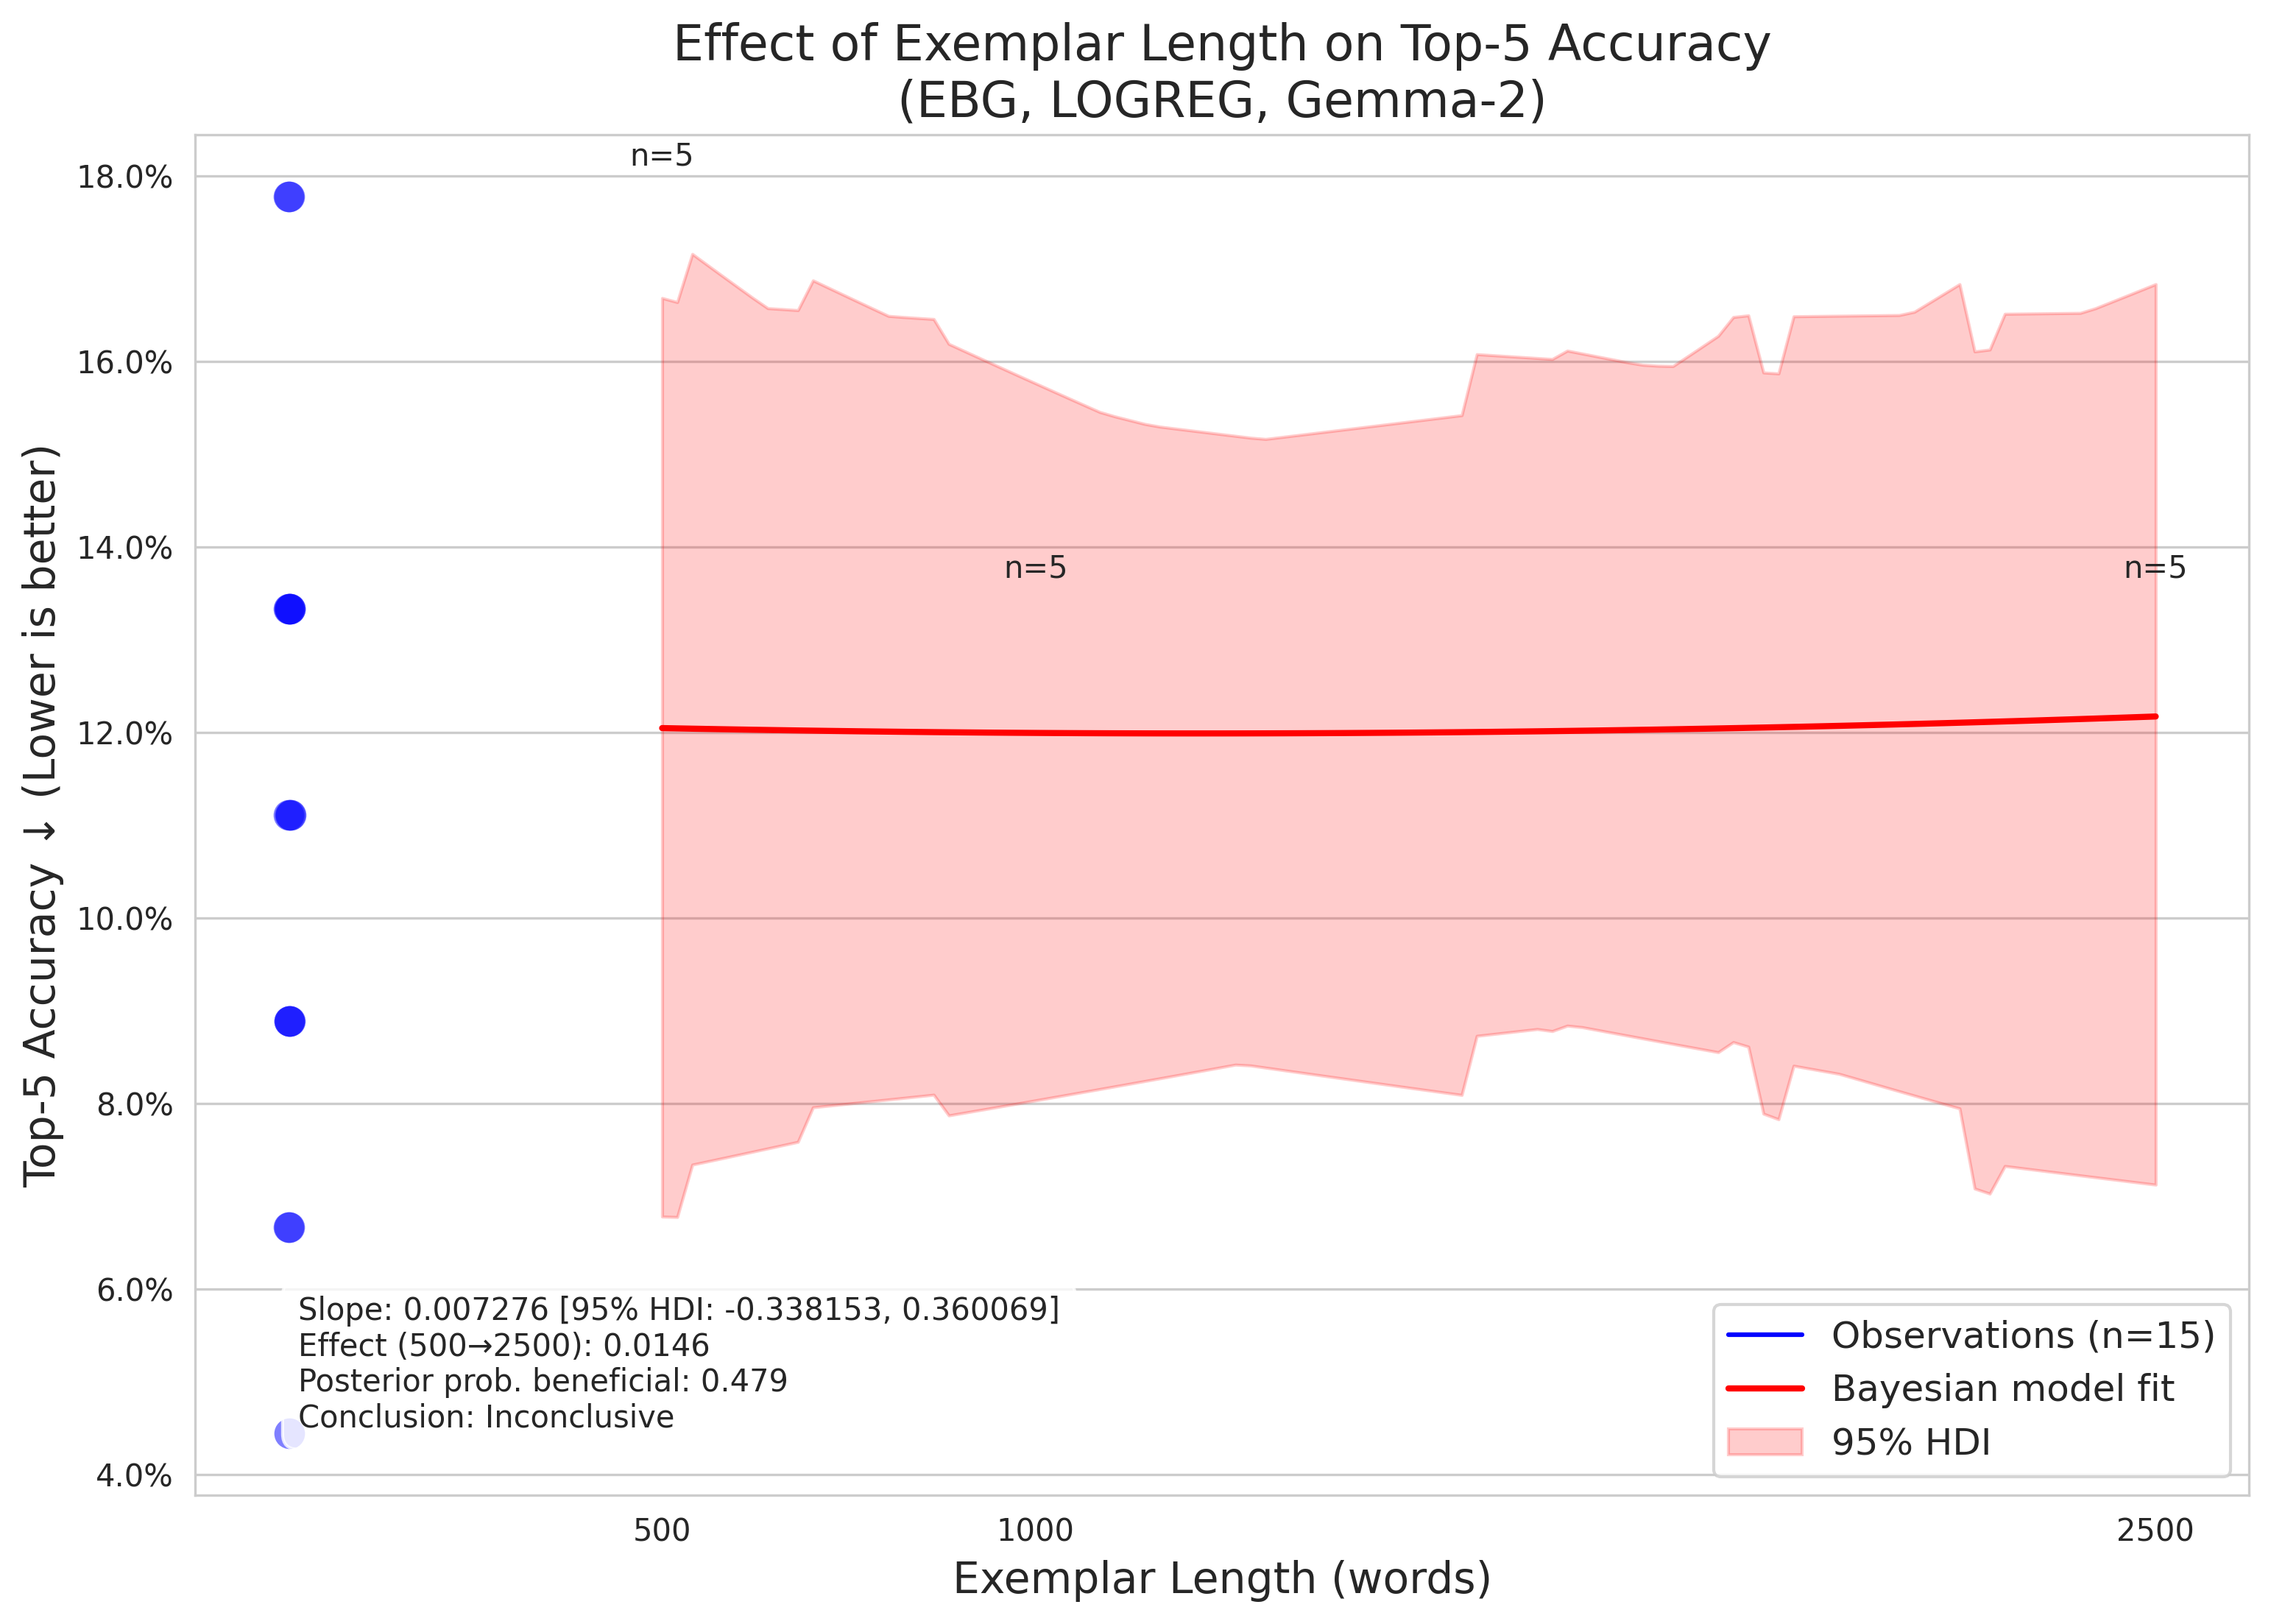 Effect of Exemplar Length on Top-5 Accuracy
(EBG, LOGREG, Gemma-2)
Top-5 Accuracy ↓ (Lower is better)
18.0%
16.0%
14.0%
12.0%
10.0%
8.0%
6.0%
4.0%
n=5
n=5
n=5
Slope: 0.007276 [95% HDI: -0.338153, 0.360069]
Effect (500→2500): 0.0146
Posterior prob. beneficial: 0.479
Conclusion: Inconclusive
Observations (n=15)
Bayesian model fit
95% HDI
500
1000
2500
Exemplar Length (words)